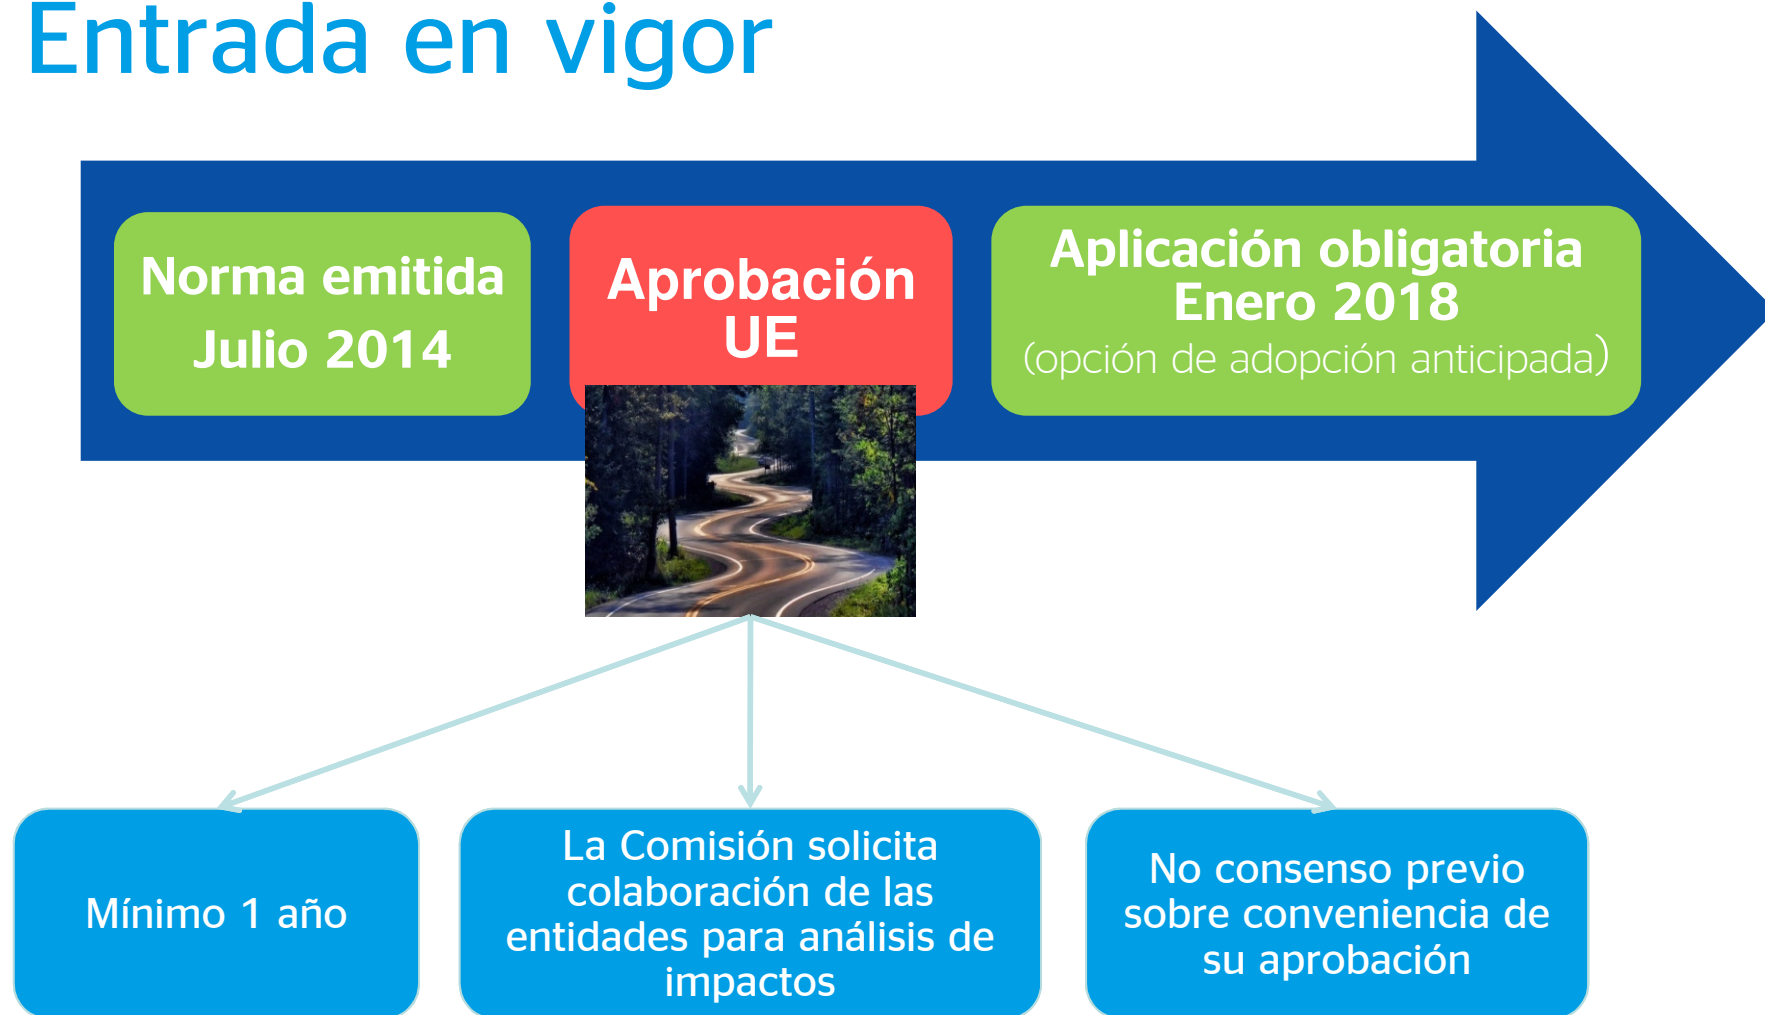 Entrada en vigor
Norma emitida
Julio 2014
Aprobación
UE
Aplicación obligatoria
Enero 2018
(opción de adopción anticipada)
Mínimo 1 año
La Comisión solicita
colaboración de las
entidades para análisis de
impactos
No consenso previo
sobre conveniencia de
su aprobación